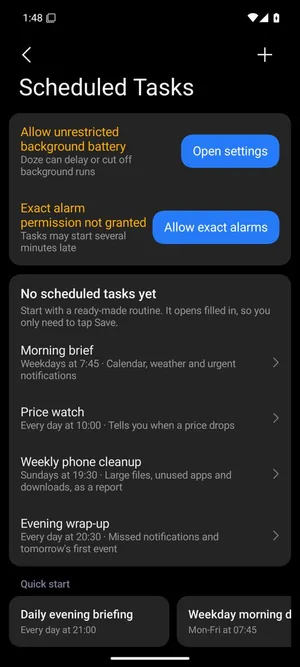 1:48
Scheduled Tasks
Allow unrestricted
background battery
Doze can delay or cut off
background runs
Open settings
Exact alarm
permission not granted
Tasks may start several
minutes late
Allow exact alarms
No scheduled tasks yet
Start with a ready-made routine. It opens filled in, so you
only need to tap Save.
Morning brief
Weekdays at 7:45 · Calendar, weather and urgent
notifications
Price watch
Every day at 10:00 · Tells you when a price drops
Weekly phone cleanup
Sundays at 19:30 · Large files, unused apps and
downloads, as a report
Evening wrap-up
Every day at 20:30 · Missed notifications and
tomorrow's first event
Quick start
Daily evening briefing
Every day at 21:00
Weekday morning d
Mon-Fri at 07:45